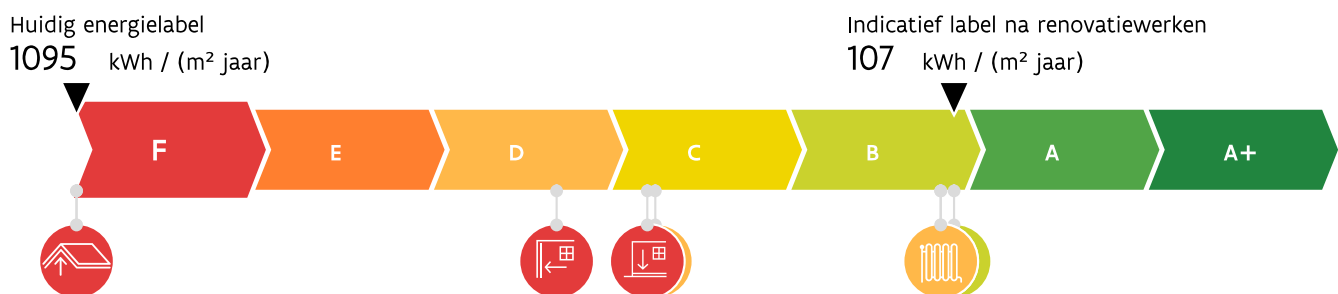 Huidig energielabel
1095 kWh / (m² jaar)
Indicatief label na renovatiewerken
107 kWh / (m² jaar)
F E D C B A A+